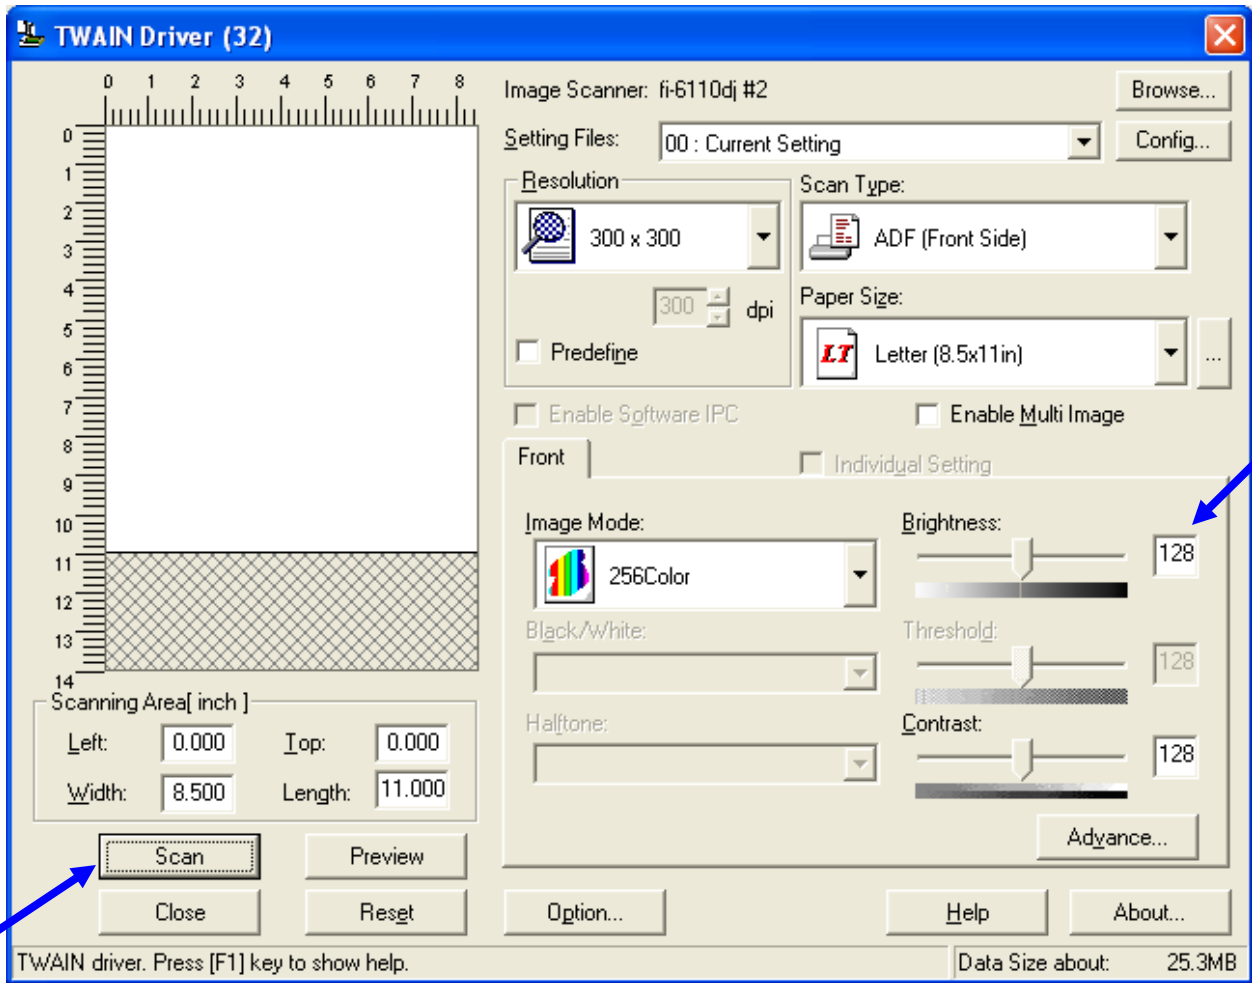 TWAIN Driver (32)
0 1 2 3 4 5 6 7 8
0
1
2
3
4
5
6
7
8
9
10
11
12
13
14
Image Scanner: fi-6110dj #2
Browse...
Setting Files: 00 : Current Setting
Config...
Resolution
300 x 300
300 dpi
Predefine
Scan Type:
ADF (Front Side)
Paper Size:
LT Letter (8.5x11in)
...
Enable Software IPC
Enable Multi Image
Front
Individual Setting
Image Mode:
256Color
Black/White:
Halftone:
Brightness:
128
Threshold:
128
Contrast:
128
Advance...
Scanning Area[ inch ]
Left: 0.000 Top: 0.000
Width: 8.500 Length: 11.000
Scan Preview
Close Reset Option... Help About...
TWAIN driver. Press [F1] key to show help. Data Size about: 25.3MB